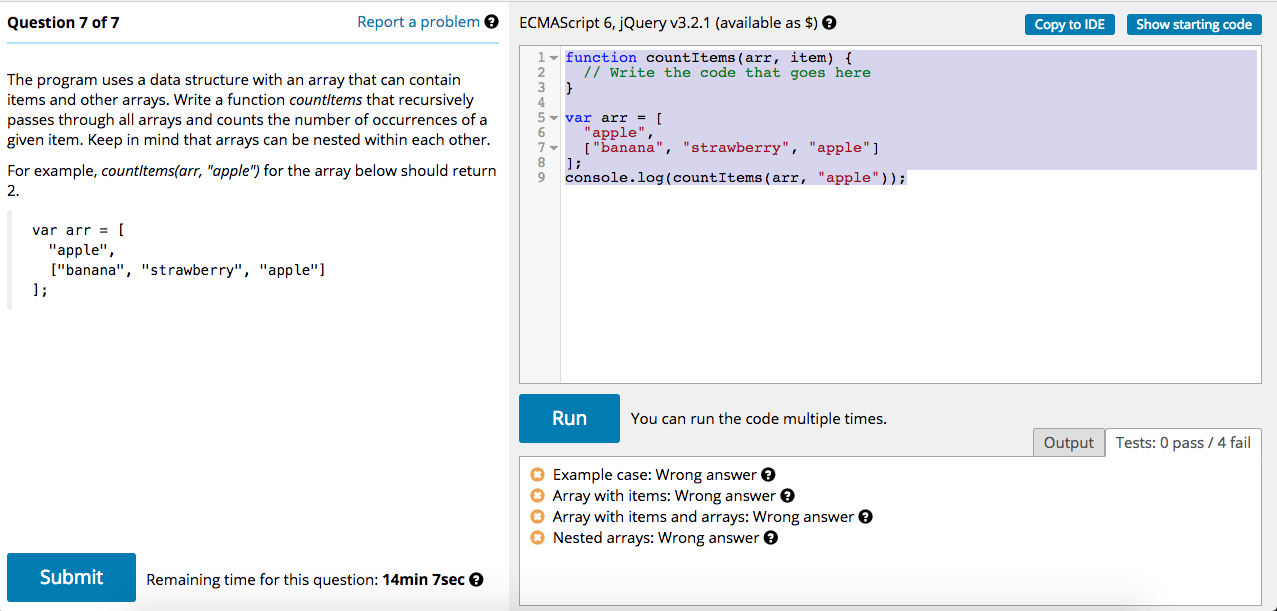 Question 7 of 7
Report a problem ?
The program uses a data structure with an array that can contain
items and other arrays. Write a function countItems that recursively
passes through all arrays and counts the number of occurrences of a
given item. Keep in mind that arrays can be nested within each other.
For example, countItems(arr, "apple") for the array below should return
2.
var arr = [
  "apple",
  ["banana", "strawberry", "apple"]
];
Submit
Remaining time for this question: 14min 7sec ?
ECMAScript 6, jQuery v3.2.1 (available as $) ?
Copy to IDE
Show starting code
1 function countItems(arr, item) {
2   // Write the code that goes here
3 }
4
5 var arr = [
6   "apple",
7   ["banana", "strawberry", "apple"]
8 ];
9 console.log(countItems(arr, "apple"));
Run
You can run the code multiple times.
Output
Tests: 0 pass / 4 fail
Example case: Wrong answer ?
Array with items: Wrong answer ?
Array with items and arrays: Wrong answer ?
Nested arrays: Wrong answer ?